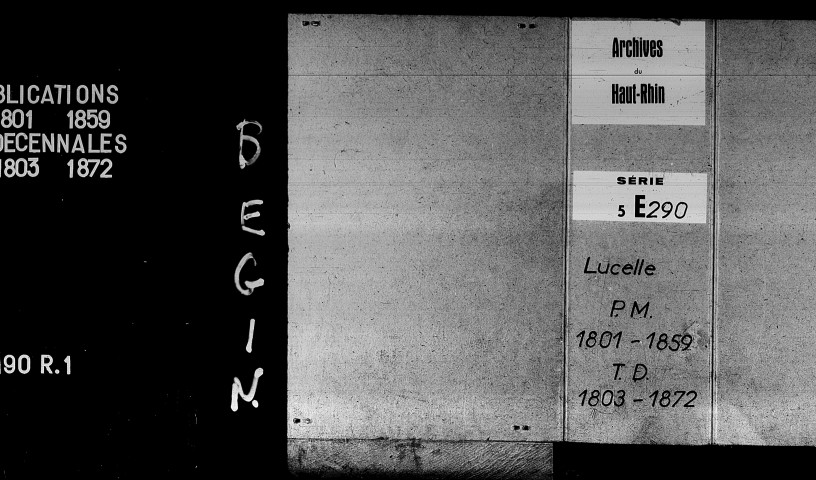 BLICATIONS
801 1859
DECENNALES
1803 1872
90 R.1
B
E
G
I
N
Archives
du
Haut-Rhin
SÉRIE
5 E290
Lucelle
P.M.
1801-1859
T.D.
1803-1872